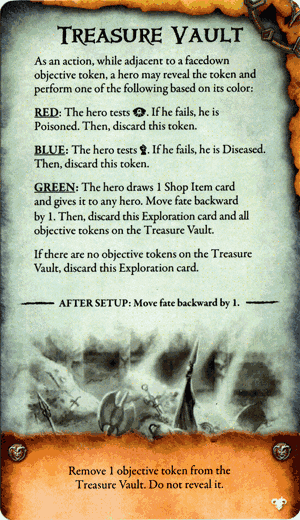 TREASURE VAULT
As an action, while adjacent to a facedown
objective token, a hero may reveal the token and
perform one of the following based on its color:
RED: The hero tests . If he fails, he is
Poisoned. Then, discard this token.
BLUE: The hero tests . If he fails, he is Diseased.
Then, discard this token.
GREEN: The hero draws 1 Shop Item card
and gives it to any hero. Move fate backward
by 1. Then, discard this Exploration card and all
objective tokens on the Treasure Vault.
If there are no objective tokens on the Treasure
Vault, discard this Exploration card.
AFTER SETUP: Move fate backward by 1.
Remove 1 objective token from the
Treasure Vault. Do not reveal it.